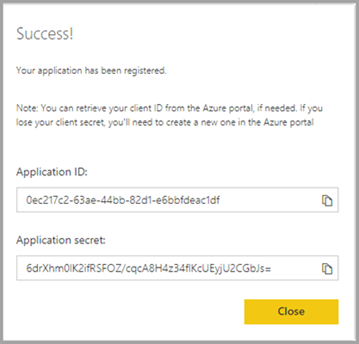 Success!
Your application has been registered.
Note: You can retrieve your client ID from the Azure portal, if needed. If you
lose your client secret, you'll need to create a new one in the Azure portal
Application ID:
0ec217c2-63ae-44bb-82d1-e6bbfdeac1df
Application secret:
6drXhm0lK2ifRSFOZ/cqcA8H4z34flKcUEyjU2CGbJs=
Close